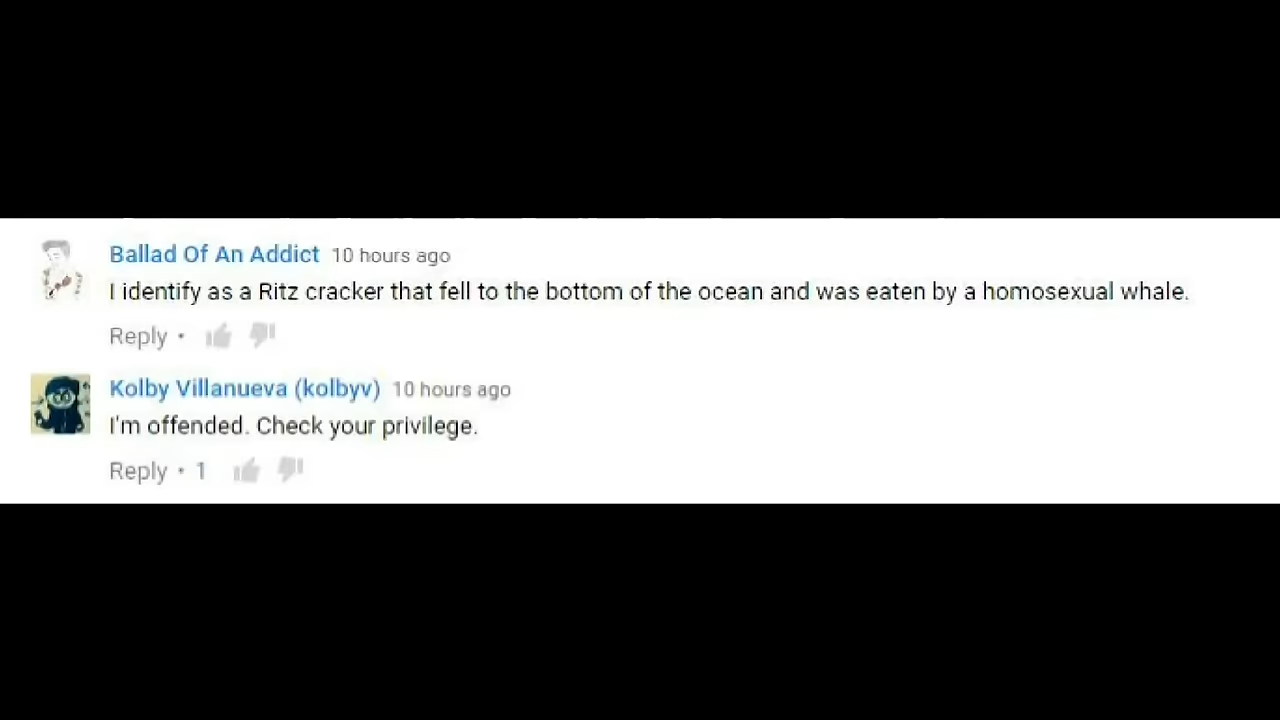 Ballad Of An Addict 10 hours ago
I identify as a Ritz cracker that fell to the bottom of the ocean and was eaten by a homosexual whale.
Reply •
Kolby Villanueva (kolbyv) 10 hours ago
I'm offended. Check your privilege.
Reply • 1